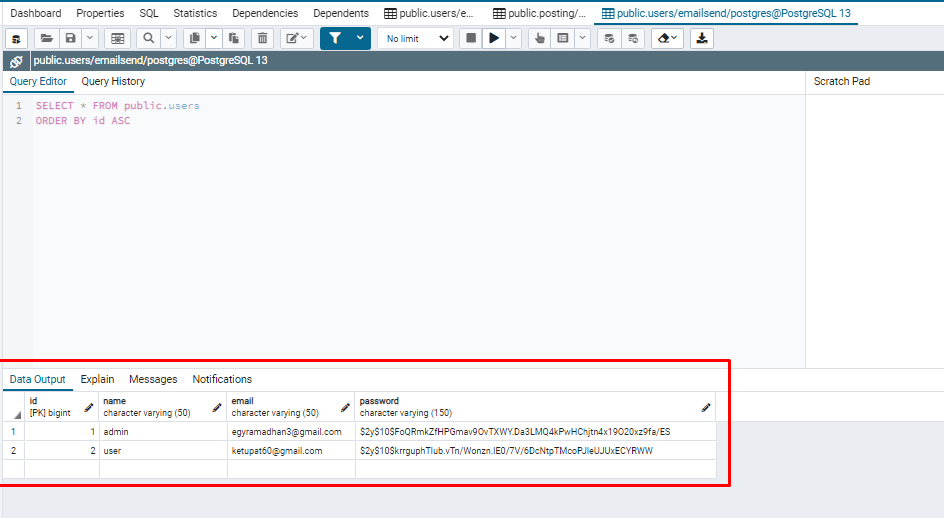 Dashboard Properties SQL Statistics Dependencies Dependents public.users/e... public.posting/... public.users/emailsend/postgres@PostgreSQL 13
No limit
public.users/emailsend/postgres@PostgreSQL 13
Query Editor Query History Scratch Pad
1 SELECT * FROM public.users
2 ORDER BY id ASC
Data Output Explain Messages Notifications
id name email password
[PK] bigint character varying (50) character varying (50) character varying (150)
1 1 admin egyramadhan3@gmail.com $2y$10$FoQRmkZfHPGmav9OvTXWY.Da3LMQ4kPwHChjtn4x19O20xz9fa/ES
2 2 user ketupat60@gmail.com $2y$10$krrguphTIub.vTn/Wonzn.IE0/7V/6DcNtpTMcoPJleUJUxECYRWW